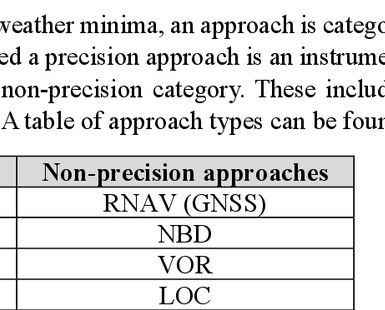 weather minima, an approach is catego
ed a precision approach is an instrume
non-precision category. These includ
A table of approach types can be foun
Non-precision approaches
RNAV (GNSS)
NBD
VOR
LOC